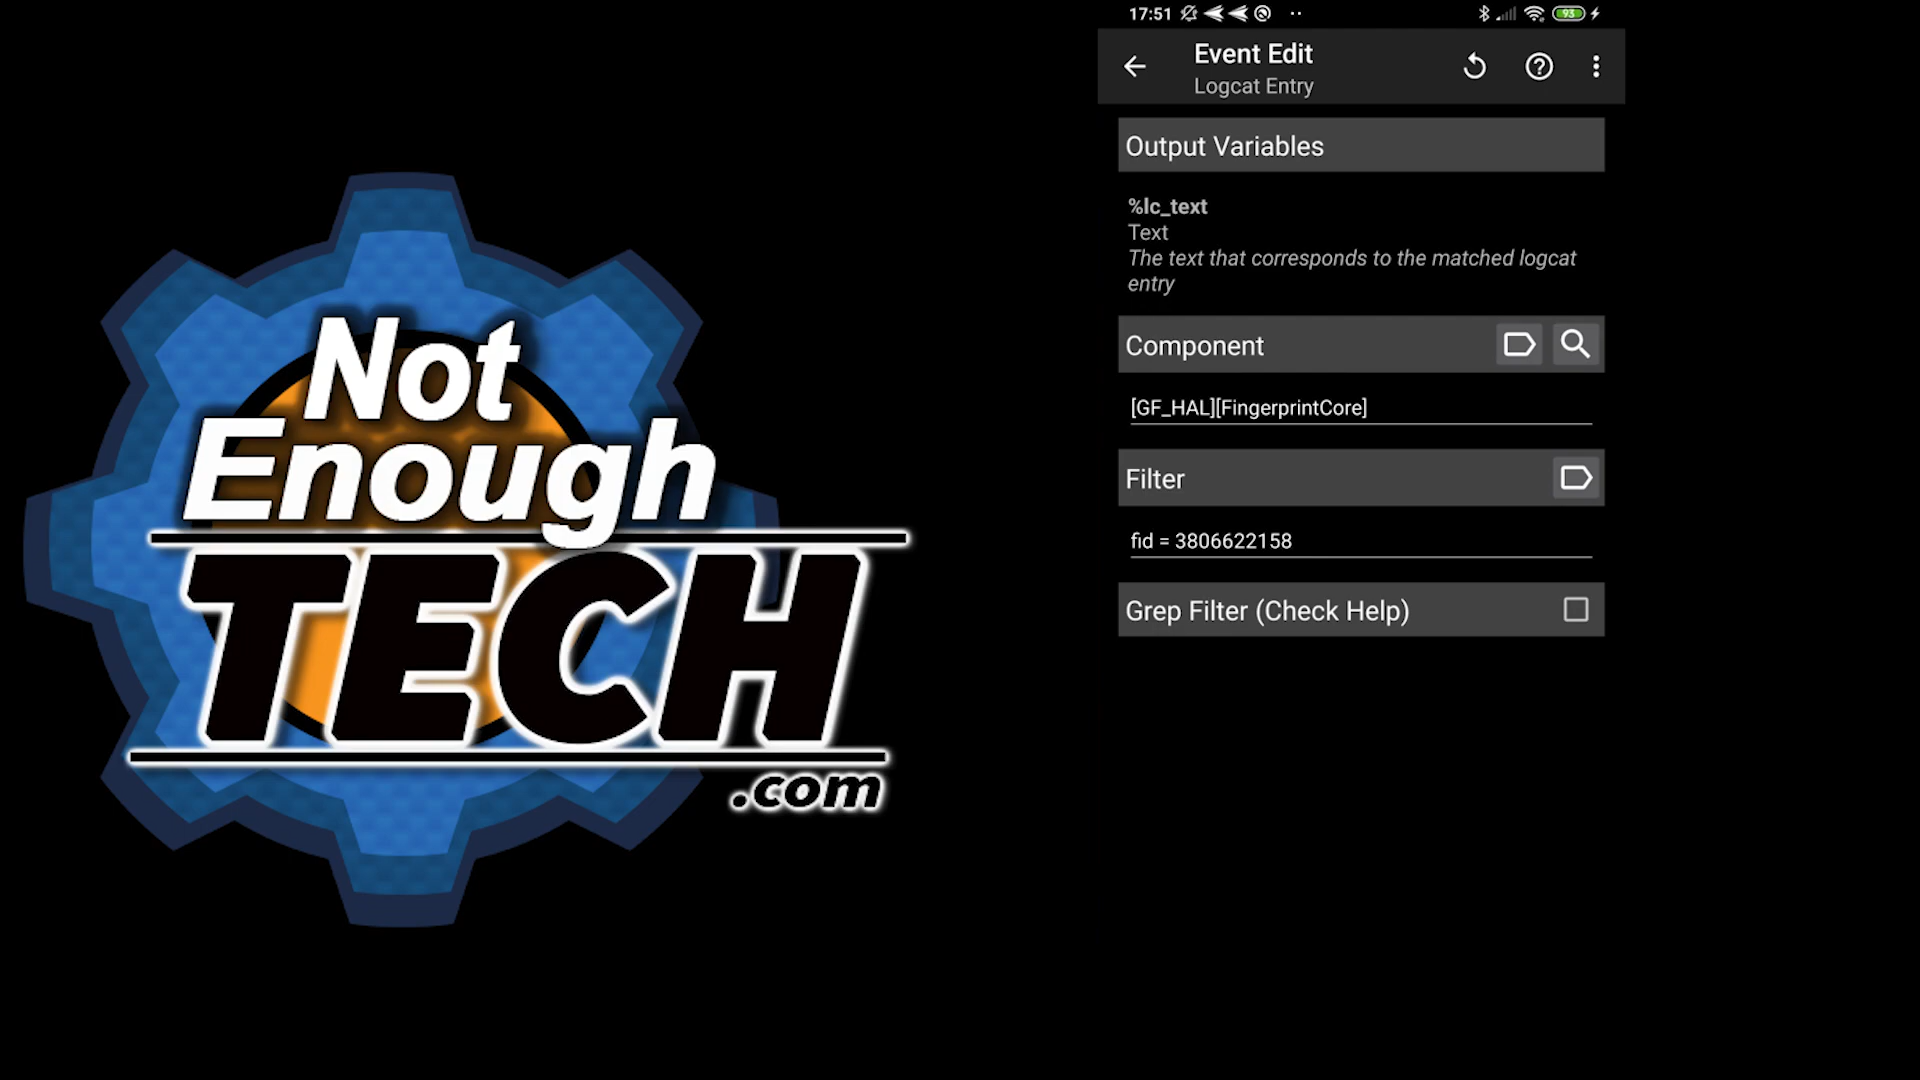 Not
Enough
TECH
.com
17:51
93
Event Edit
Logcat Entry
Output Variables
%lc_text
Text
The text that corresponds to the matched logcat
entry
Component
[GF_HAL][FingerprintCore]
Filter
fid = 3806622158
Grep Filter (Check Help)